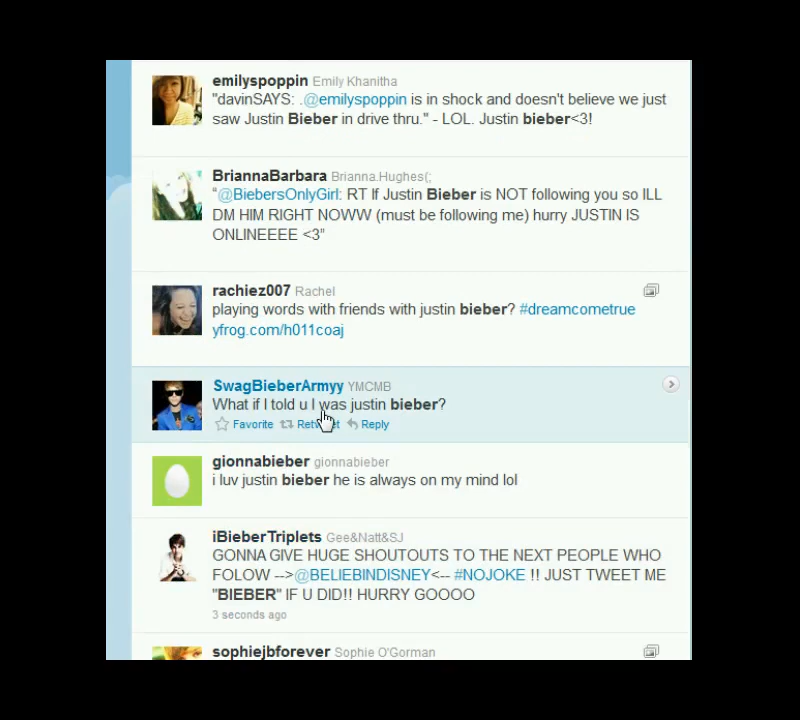 emilyspoppin Emily Khanitha
"davinSAYS: .@emilyspoppin is in shock and doesn't believe we just
saw Justin Bieber in drive thru." - LOL. Justin bieber<3!
BriannaBarbara Brianna.Hughes(;
"@BiebersOnlyGirl: RT If Justin Bieber is NOT following you so ILL
DM HIM RIGHT NOWW (must be following me) hurry JUSTIN IS
ONLINEEEE <3"
rachiez007 Rachel
playing words with friends with justin bieber? #dreamcometrue
yfrog.com/h011coaj
SwagBieberArmyy YMCMB
What if I told u I was justin bieber?
Favorite Retweet Reply
gionnabieber gionnabieber
i luv justin bieber he is always on my mind lol
iBieberTriplets Gee&Natt&SJ
GONNA GIVE HUGE SHOUTOUTS TO THE NEXT PEOPLE WHO
FOLOW -->@BELIEBINDISNEY<-- #NOJOKE !! JUST TWEET ME
"BIEBER" IF U DID!! HURRY GOOOO
3 seconds ago
sophiejbforever Sophie O'Gorman